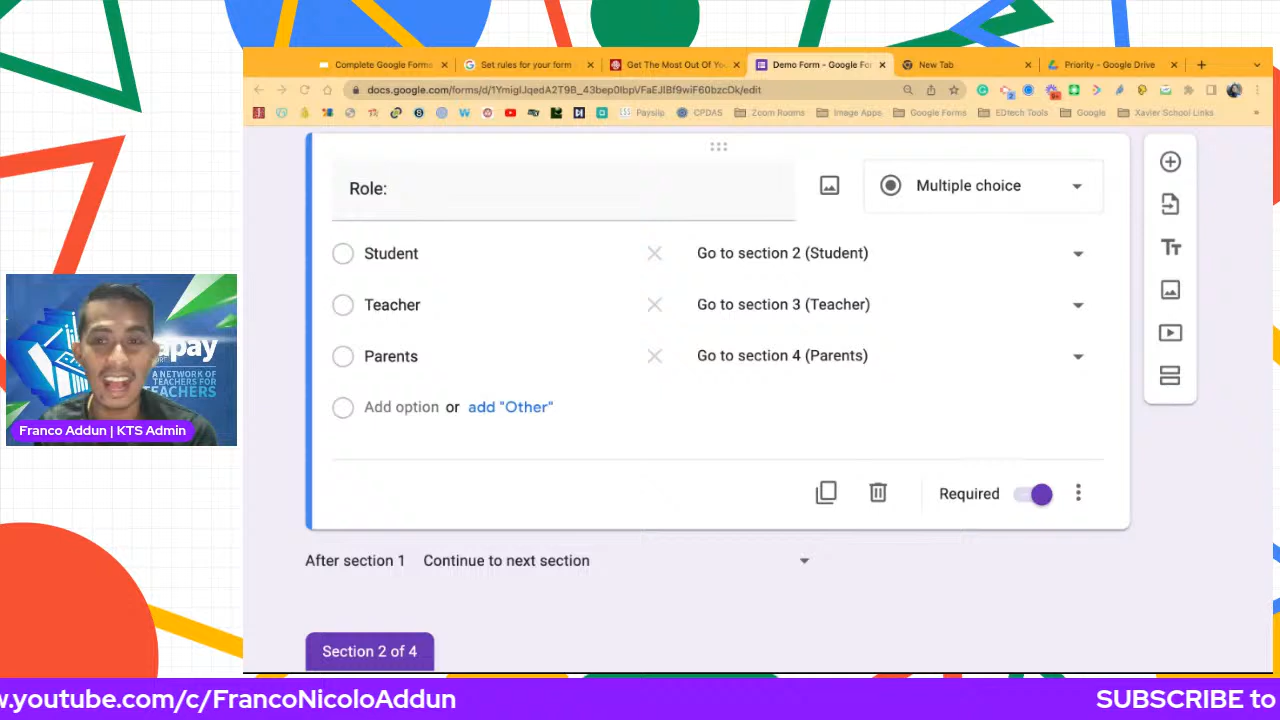 Complete Google Forms
Set rules for your form
Get The Most Out Of Yo
Demo Form - Google Fo
New Tab
Priority - Google Drive
docs.google.com/forms/d/1YmiglJqedA2T9B_43bep0lbpVFaEJlBf9wiF60bzcDk/edit
Payslip
CPDAS
Zoom Rooms
Image Apps
Google Forms
EDtech Tools
Google
Xavier School Links
Role:
Multiple choice
Student
Go to section 2 (Student)
Teacher
Go to section 3 (Teacher)
Parents
Go to section 4 (Parents)
Add option or add "Other"
Required
After section 1 Continue to next section
Section 2 of 4
apay
A NETWORK OF
TEACHERS FOR
TEACHERS
Franco Addun | KTS Admin
w.youtube.com/c/FrancoNicoloAddun
SUBSCRIBE to